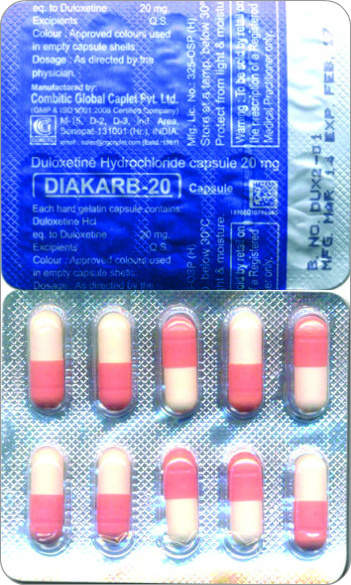 eq. to Duloxetine 20 mg.
Excipients Q.S.
Colour : Approved colours used
in empty capsule shells.
Dosage : As directed by the
physician.
Manufactured by:
Combitic Global Caplet Pvt. Ltd.
(GMP & ISO 9001 2008 Certified Company)
M-15, D-2, D-3, Ind. Area
Sonepat-131001 (Hr.), INDIA.
Mfg. Lic. No. 325-OSP(H)
Store at a temp. below 30°
Protect from light & moisture.
Warning : To be sold by retail on
the Prescription of a Registered
Medical Practitioner only.
Duloxetine Hydrochloride capsule 20 mg
DIAKARB-20 Capsule
Each hard gelatin capsule contains:
Duloxetine Hcl
eq. to Duloxetine 20 mg.
Excipients Q.S.
Colour : Approved colours used
in empty capsule shells.
Dosage : As directed by the
OSP (H)
below 30°C
ht & moisture.
old by retail on
of a Registered
er only.
B. NO. DUX2-01
MFG. MAR. 14 EXP. FEB. 17